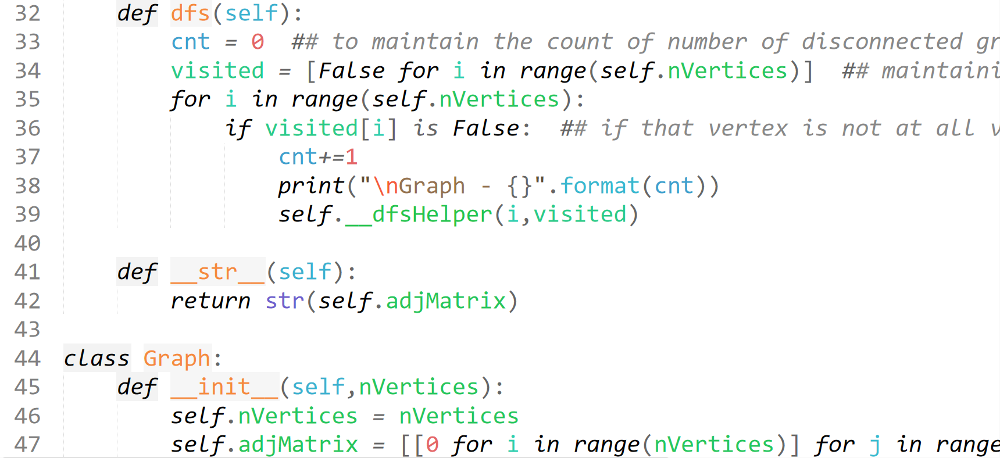 32 def dfs(self):
33 cnt = 0 ## to maintain the count of number of disconnected
34 visited = [False for i in range(self.nVertices)] ##
35 for i in range(self.nVertices):
36 if visited[i] is False: ## if that vertex is not at all
37 cnt+=1
38 print("\nGraph - {}".format(cnt))
39 self.__dfsHelper(i,visited)
40
41 def __str__(self):
42 return str(self.adjMatrix)
43
44 class Graph:
45 def __init__(self,nVertices):
46 self.nVertices = nVertices
47 self.adjMatrix = [[0 for i in range(nVertices)] for j in range